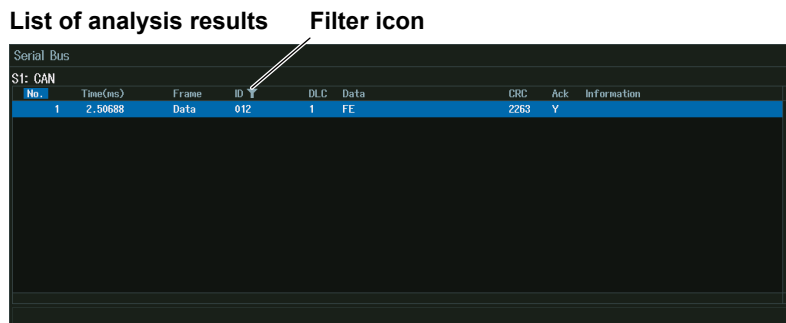 List of analysis results Filter icon
Serial Bus
S1: CAN
No. Time(ms) Frame ID DLC Data CRC Ack Information
1 2.50688 Data 012 1 FE 2263 Y